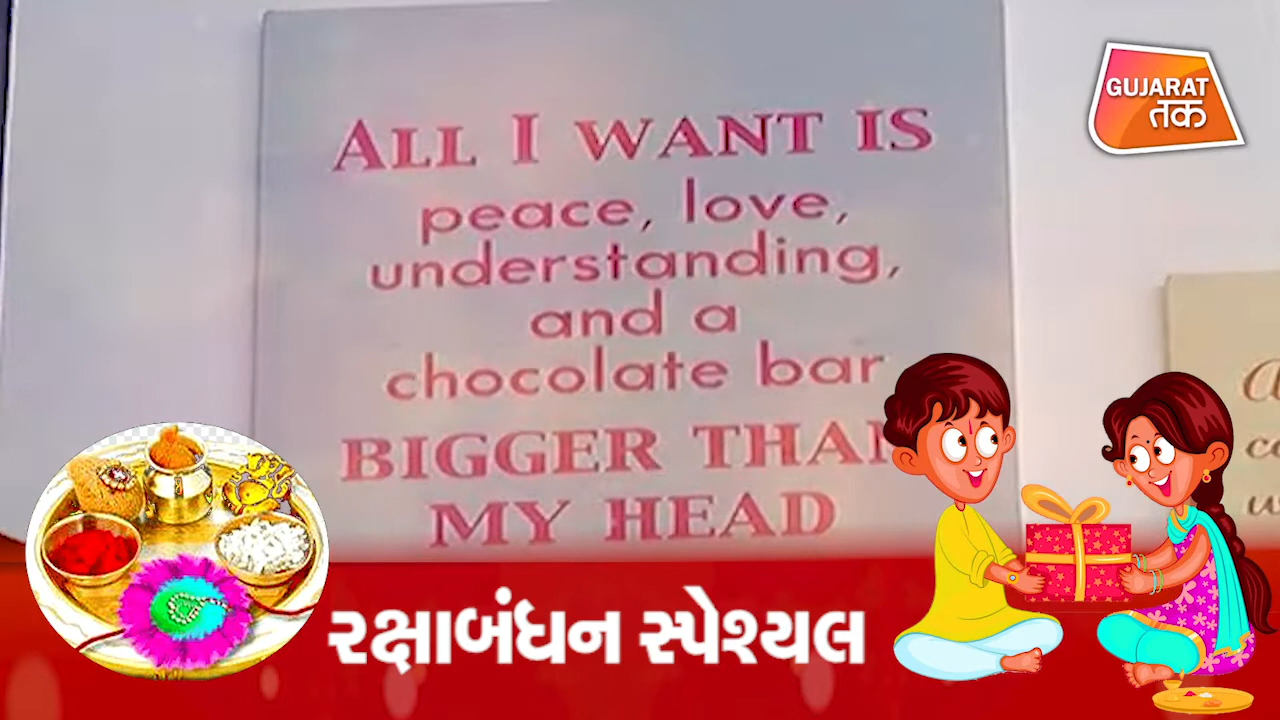 ALL I WANT IS
peace, love,
understanding,
and a
chocolate bar
BIGGER THAN
MY HEAD
GUJARAT
तक
રક્ષાબંધન સ્પેશ્યલ